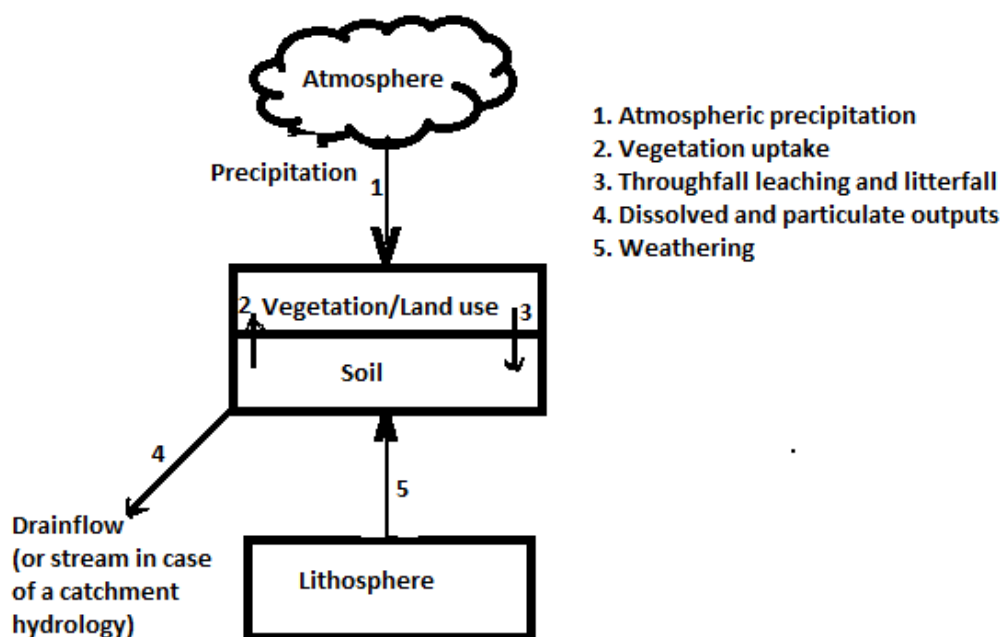 Atmosphere
Precipitation
1
1. Atmospheric precipitation
2. Vegetation uptake
3. Throughfall leaching and litterfall
4. Dissolved and particulate outputs
5. Weathering
2
Vegetation/Land use
3
Soil
4
5
Drainflow
(or stream in case
of a catchment
hydrology)
Lithosphere